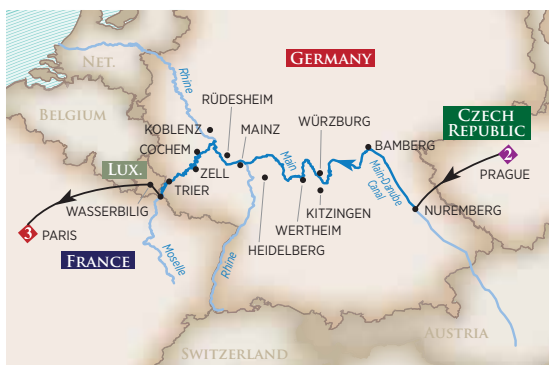 NET.
Rhine
GERMANY
RÜDESHEIM
BELGIUM
KOBLENZ
MAINZ
WÜRZBURG
CZECH
REPUBLIC
COCHEM
BAMBERG
2
PRAGUE
Main
LUX.
ZELL
TRIER
Main-Danube
Canal
WASSERBILIG
KITZINGEN
NUREMBERG
WERTHEIM
3
PARIS
HEIDELBERG
FRANCE
Moselle
Rhine
AUSTRIA
SWITZERLAND